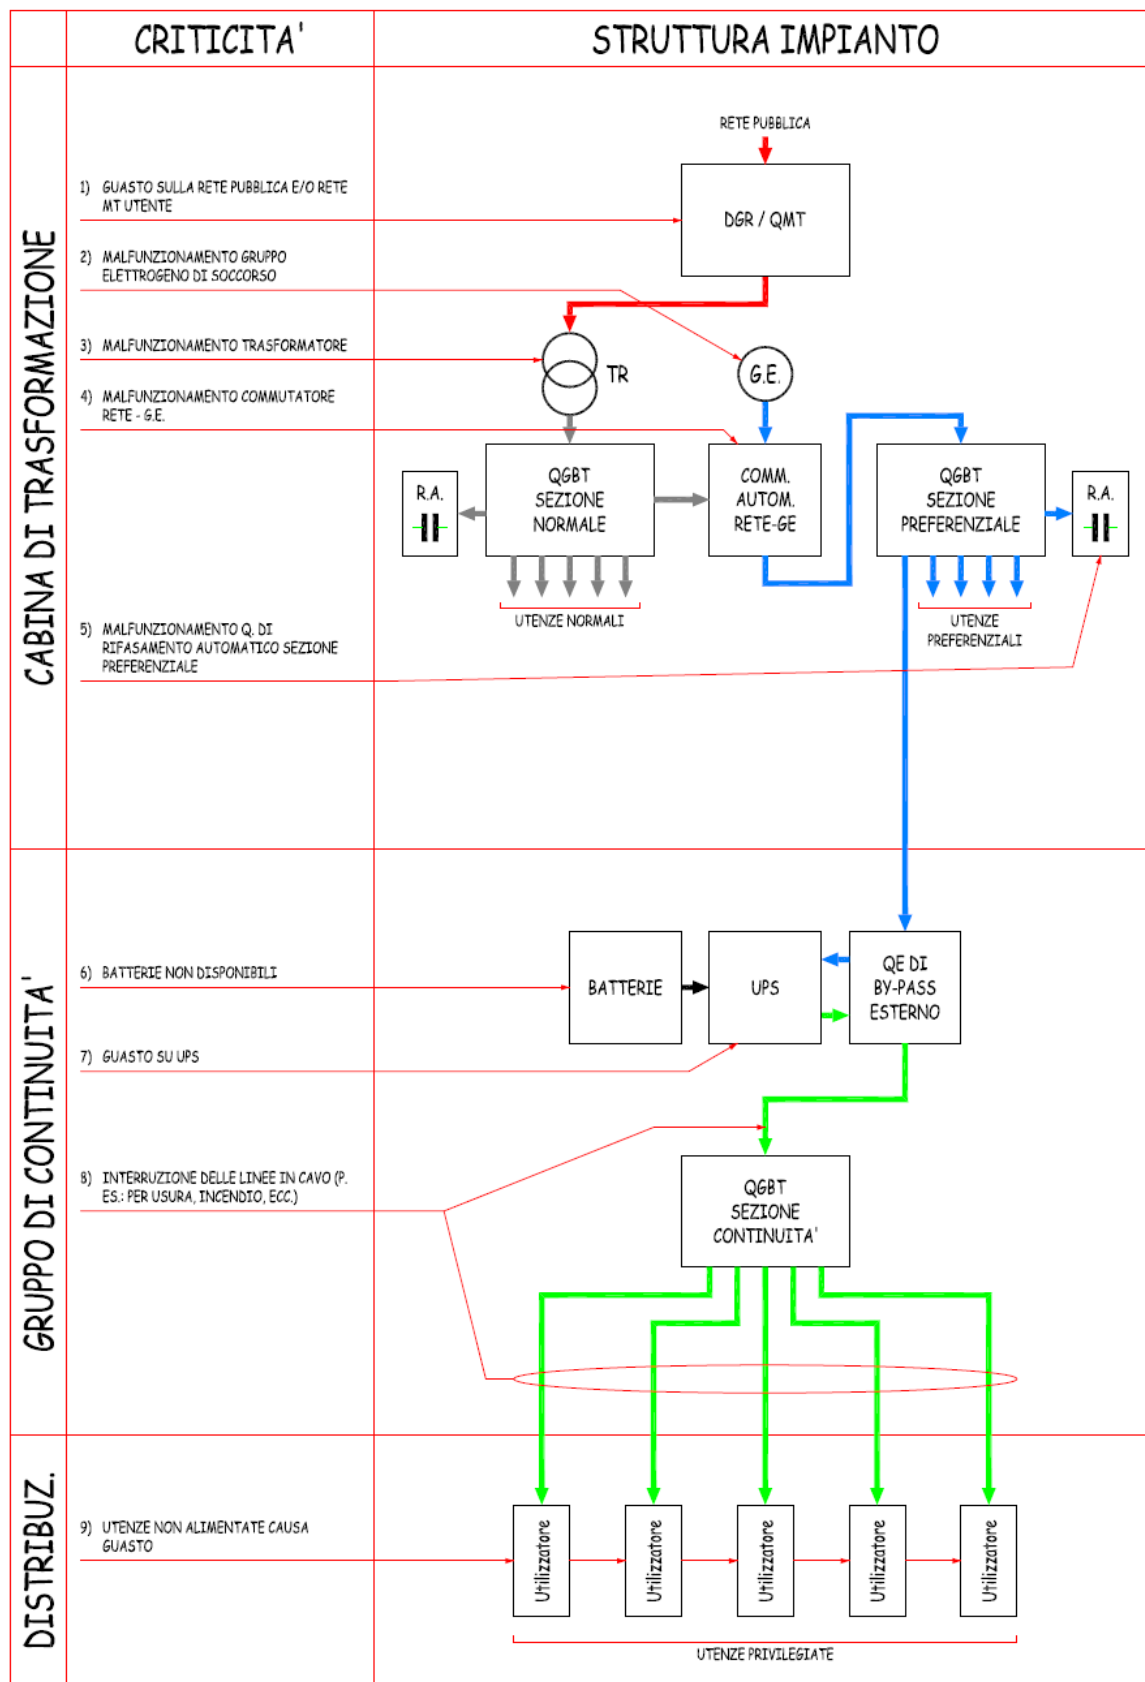 CRITICITA'
STRUTTURA IMPIANTO
CABINA DI TRASFORMAZIONE
RETE PUBBLICA
1) GUASTO SULLA RETE PUBBLICA E/O RETE
MT UTENTE
DGR / QMT
2) MALFUNZIONAMENTO GRUPPO
ELETTROGENO DI SOCCORSO
3) MALFUNZIONAMENTO TRASFORMATORE
TR
G.E.
4) MALFUNZIONAMENTO COMMUTATORE
RETE - G.E.
R.A.
QGBT
SEZIONE
NORMALE
COMM.
AUTOM.
RETE-GE
QGBT
SEZIONE
PREFERENZIALE
R.A.
UTENZE NORMALI
UTENZE
PREFERENZIALI
5) MALFUNZIONAMENTO Q. DI
RIFASAMENTO AUTOMATICO SEZIONE
PREFERENZIALE
GRUPPO DI CONTINUITA'
6) BATTERIE NON DISPONIBILI
BATTERIE
UPS
QE DI
BY-PASS
ESTERNO
7) GUASTO SU UPS
8) INTERRUZIONE DELLE LINEE IN CAVO (P.
ES.: PER USURA, INCENDIO, ECC.)
QGBT
SEZIONE
CONTINUITA'
DISTRIBUZ.
9) UTENZE NON ALIMENTATE CAUSA
GUASTO
Utilizzatore
Utilizzatore
Utilizzatore
Utilizzatore
Utilizzatore
UTENZE PRIVILEGIATE